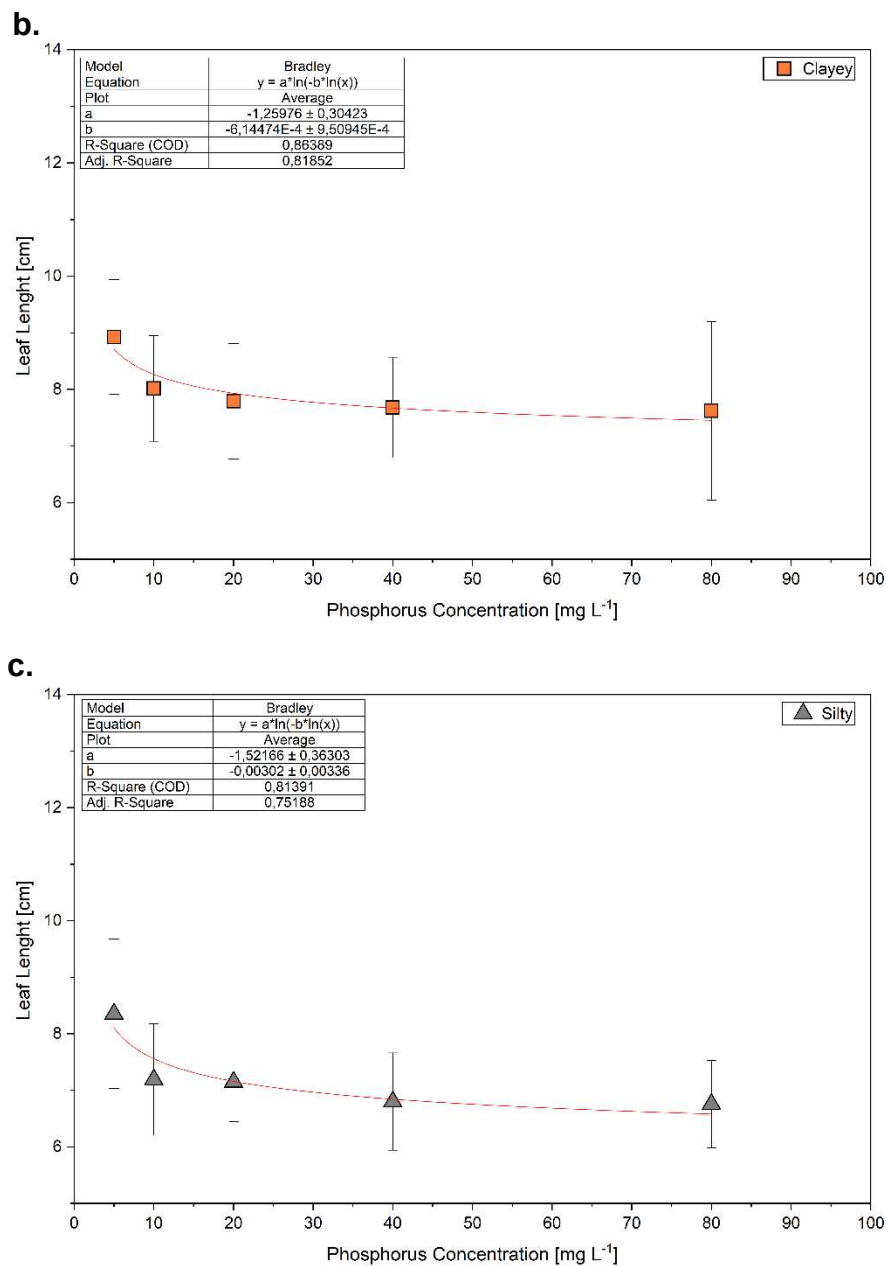 b.
Model Bradley
Equation y = a*ln(-b*ln(x))
Plot Average
a -1,25976 ± 0,30423
b -6,14474E-4 ± 9,50945E-4
R-Square (COD) 0,86389
Adj. R-Square 0,81852
Clayey
14
12
10
8
6
Leaf Lenght [cm]
0 10 20 30 40 50 60 70 80 90 100
Phosphorus Concentration [mg L⁻¹]
c.
Model Bradley
Equation y = a*ln(-b*ln(x))
Plot Average
a -1,52166 ± 0,36303
b -0,00302 ± 0,00336
R-Square (COD) 0,81391
Adj. R-Square 0,75188
Silty
14
12
10
8
6
Leaf Lenght [cm]
0 10 20 30 40 50 60 70 80 90 100
Phosphorus Concentration [mg L⁻¹]